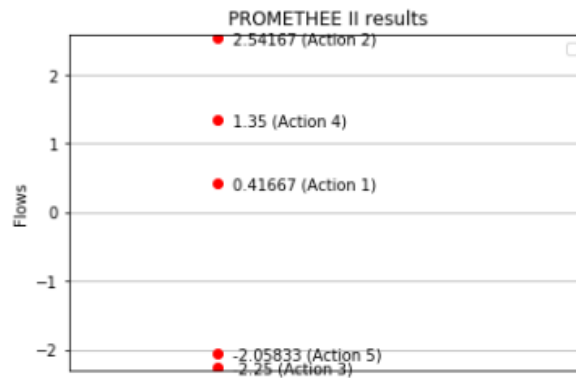 PROMETHEE II results
2.54167 (Action 2)
2
1.35 (Action 4)
1
0.41667 (Action 1)
Flows
0
−1
−2
-2.05833 (Action 5)
-2.25 (Action 3)